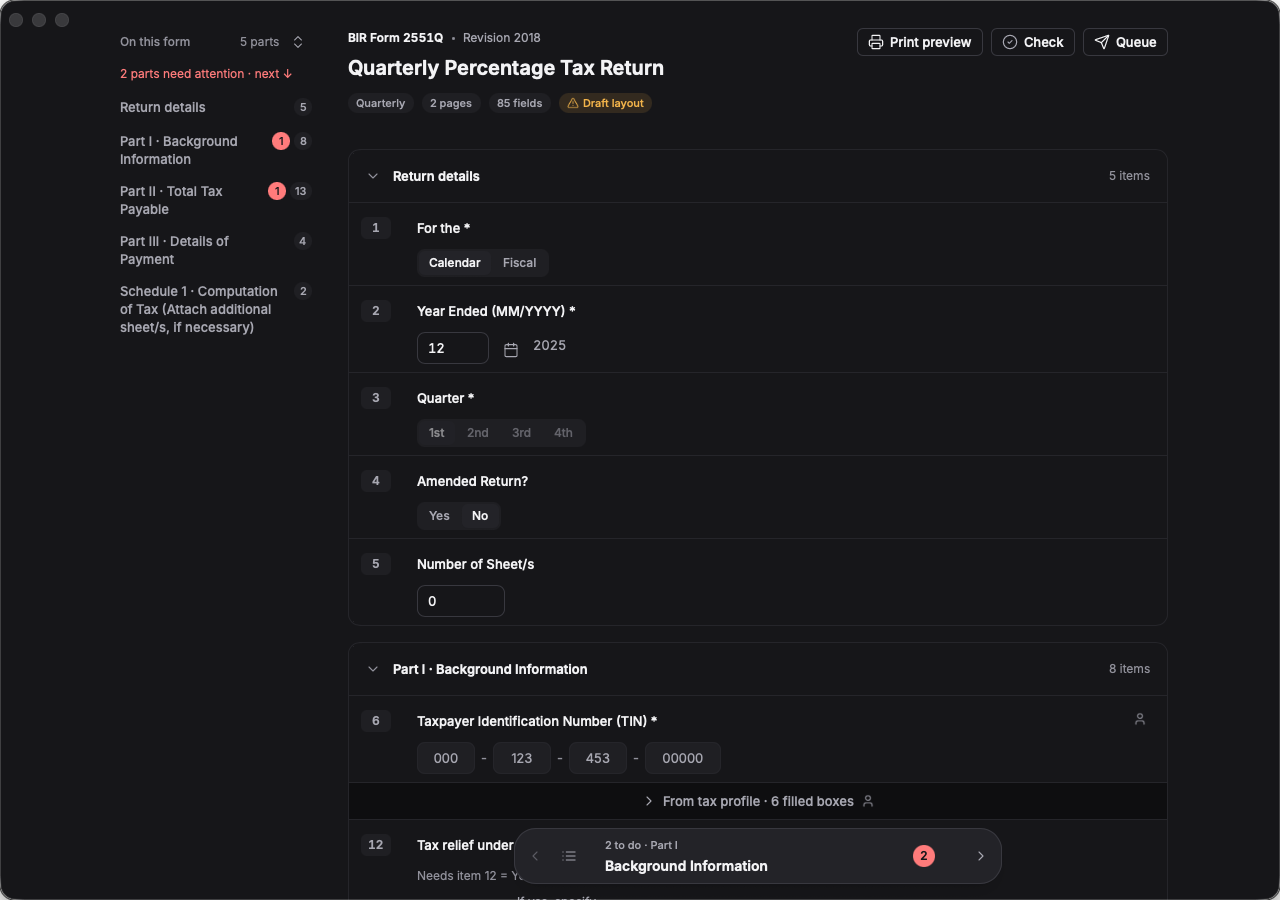 On this form
5 parts
2 parts need attention · next ↓
Return details
5
Part I · Background Information
1
8
Part II · Total Tax Payable
1
13
Part III · Details of Payment
4
Schedule 1 · Computation of Tax (Attach additional sheet/s, if necessary)
2
BIR Form 2551Q • Revision 2018
Quarterly Percentage Tax Return
Quarterly
2 pages
85 fields
Draft layout
Print preview
Check
Queue
Return details
5 items
1
For the *
Calendar
Fiscal
2
Year Ended (MM/YYYY) *
12
2025
3
Quarter *
1st
2nd
3rd
4th
4
Amended Return?
Yes
No
5
Number of Sheet/s
0
Part I · Background Information
8 items
6
Taxpayer Identification Number (TIN) *
000 - 123 - 453 - 00000
From tax profile · 6 filled boxes
12
Tax relief under
Needs item 12 =
2 to do · Part I
Background Information
2